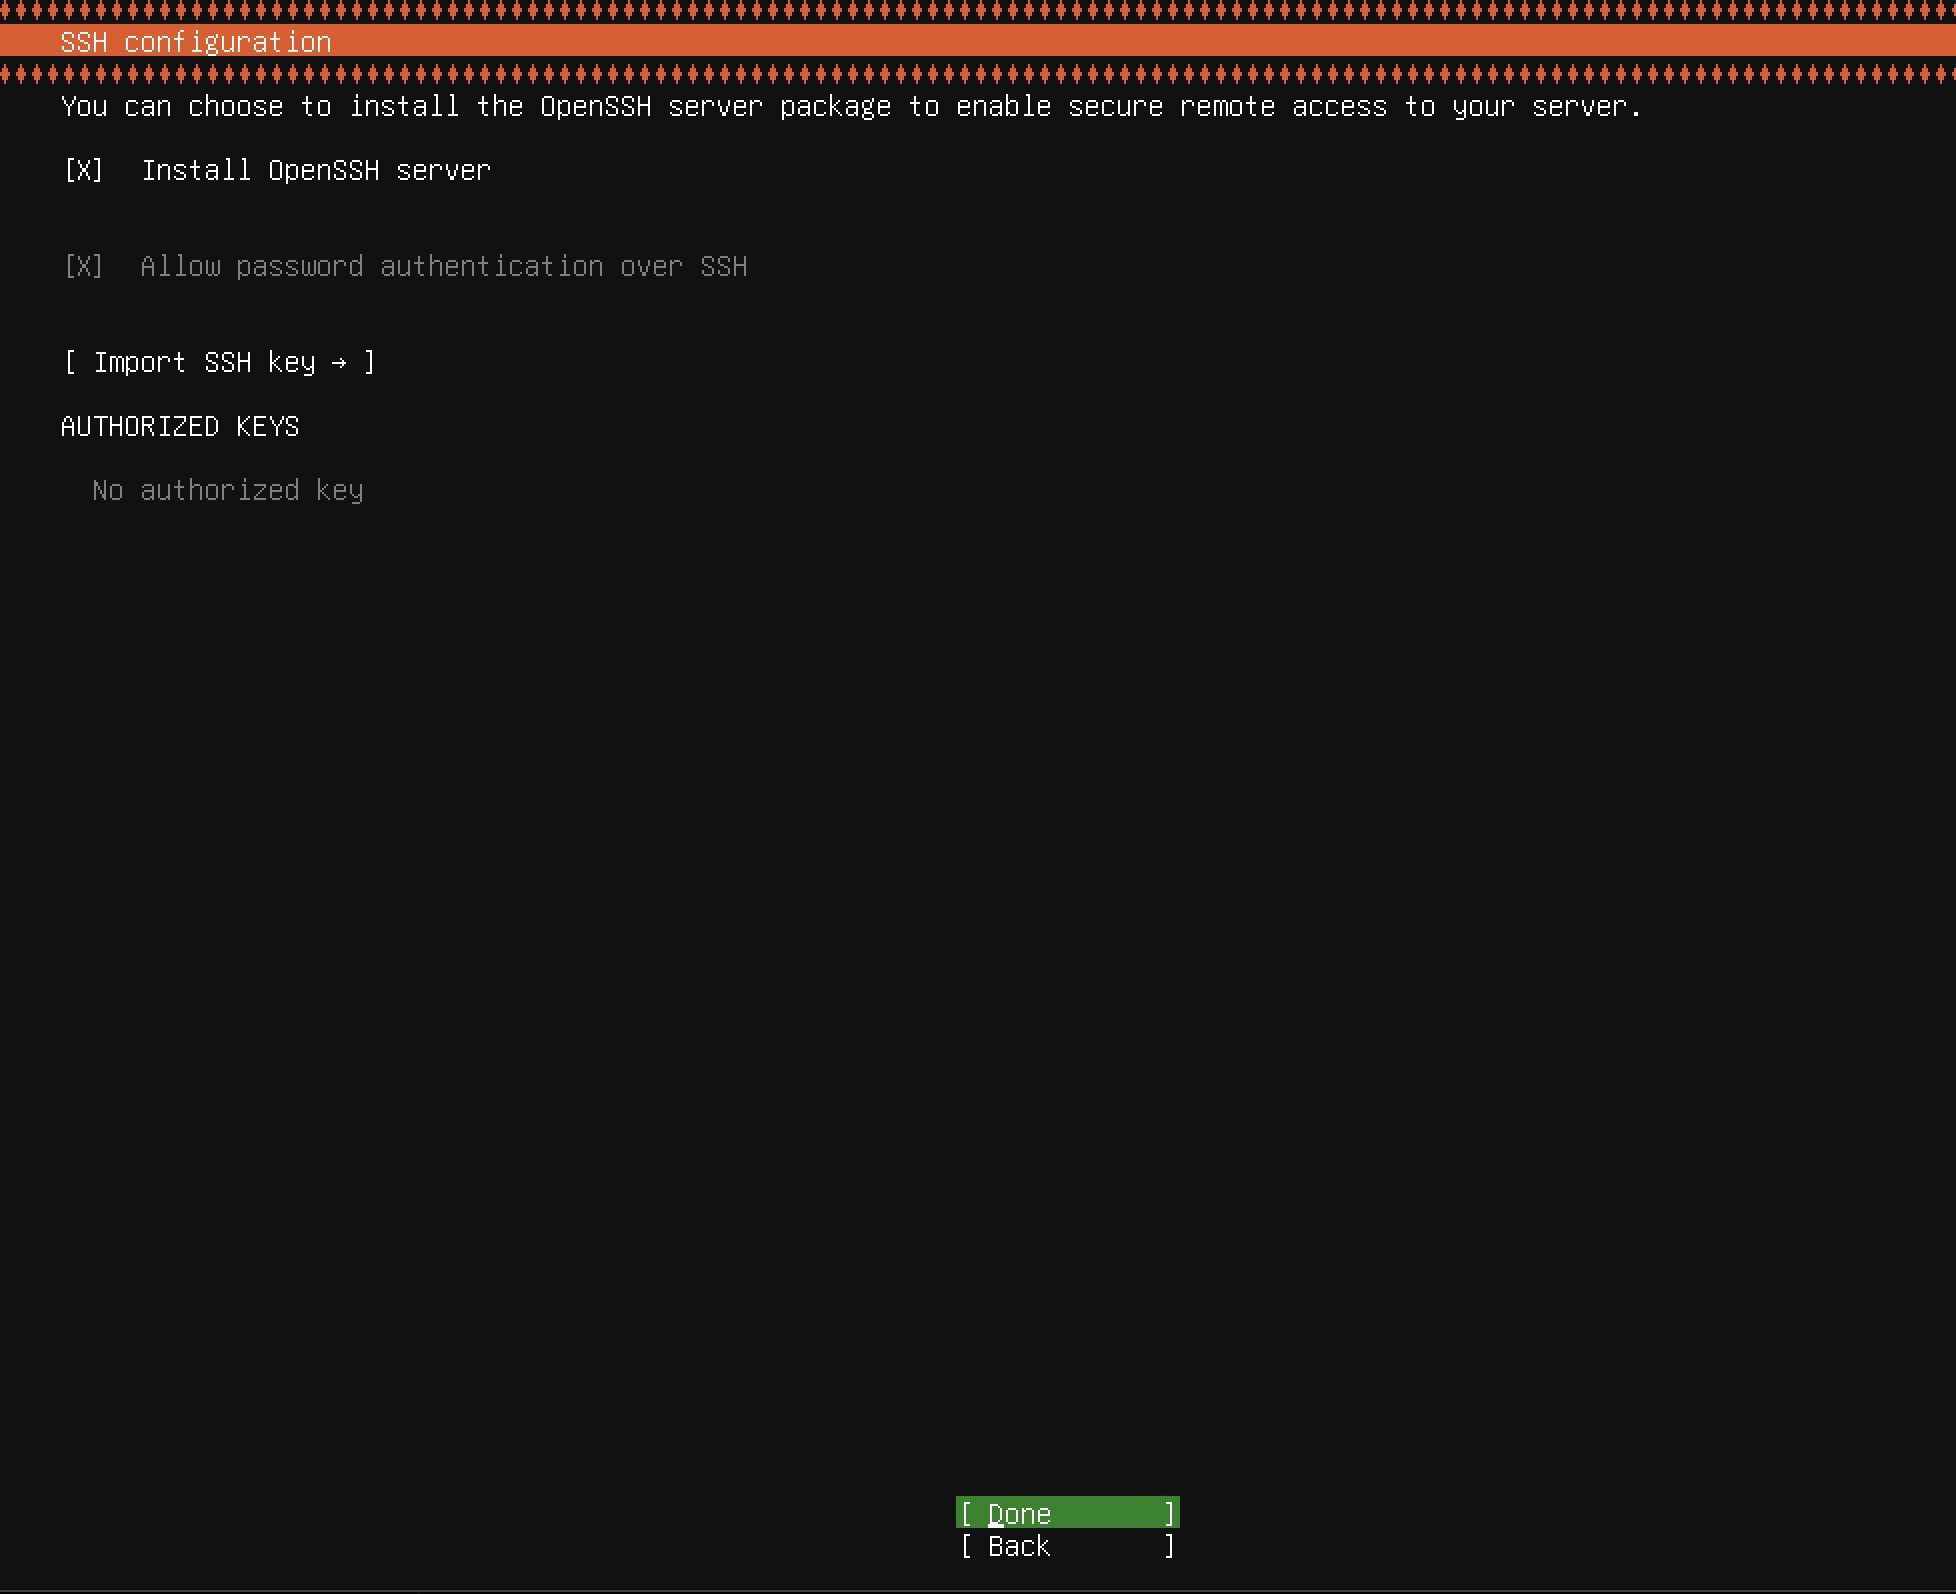 SSH configuration
You can choose to install the OpenSSH server package to enable secure remote access to your server.
[X] Install OpenSSH server
[X] Allow password authentication over SSH
[ Import SSH key → ]
AUTHORIZED KEYS
No authorized key
[ Done ]
[ Back ]